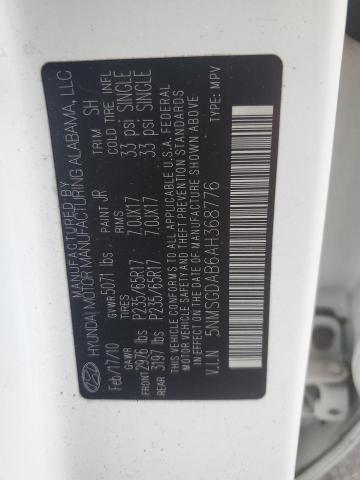 MANUFACTURED BY
HYUNDAI MOTOR MANUFACTURING ALABAMA, LLC
Feb/17/10 GVWR 5071 lbs PAINT JR TRIM SH
GAWR TIRES RIMS COLD TIRE INFL
FRONT 2976 lbs P235/65R17 7.0JX17 33 psi SINGLE
REAR 3197 lbs P235/65R17 7.0JX17 33 psi SINGLE
THIS VEHICLE CONFORMS TO ALL APPLICABLE U.S.A. FEDERAL
MOTOR VEHICLE SAFETY AND THEFT PREVENTION STANDARDS
IN EFFECT ON THE DATE OF MANUFACTURE SHOWN ABOVE
V.I.N 5NMSGDAB6AH368776 TYPE: MPV